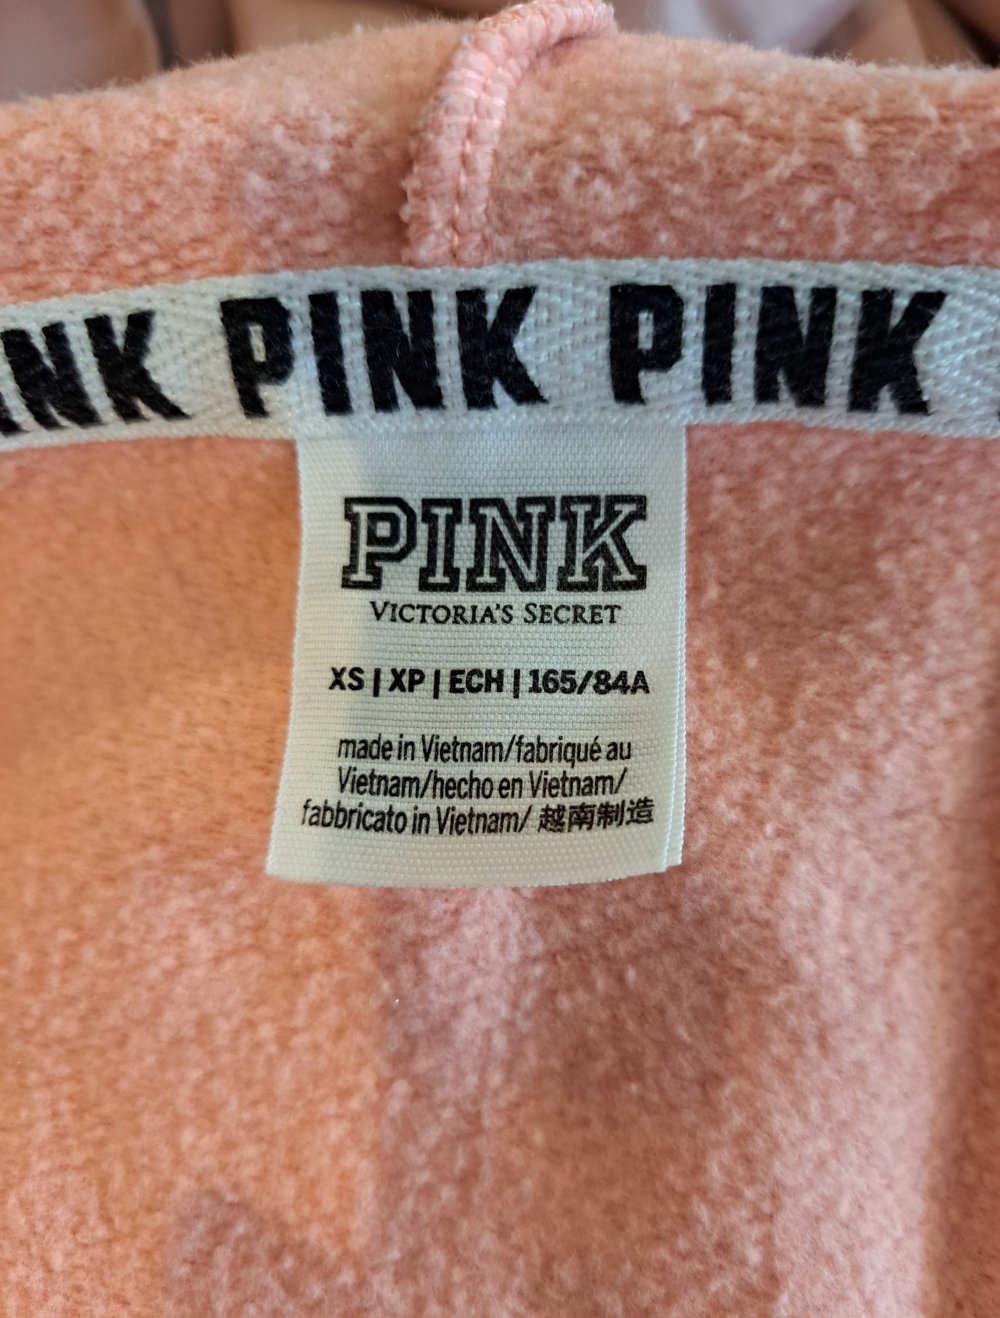 INK PINK PINK
PINK
VICTORIA'S SECRET
XS | XP | ECH | 165/84A
made in Vietnam/fabriqué au
Vietnam/hecho en Vietnam/
fabbricato in Vietnam/ 越南制造